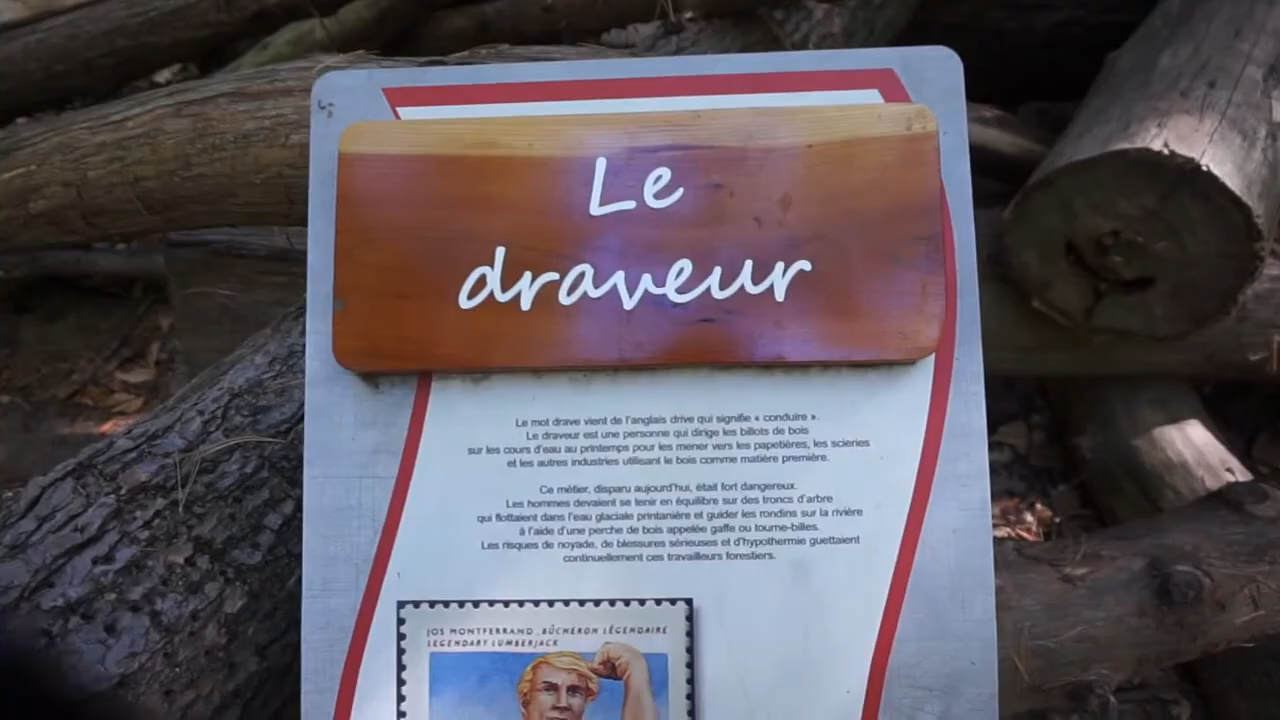 Le
draveur
Le mot drave vient de l'anglais drive qui signifie « conduire ».
Le draveur est une personne qui dirige les billots de bois
sur les cours d'eau au printemps pour les mener vers les papetières, les scieries
et les autres industries utilisant le bois comme matière première.
Ce métier, disparu aujourd'hui, était fort dangereux.
Les hommes devaient se tenir en équilibre sur des troncs d'arbre
qui flottaient dans l'eau glaciale printanière et guider les rondins sur la rivière
à l'aide d'une perche de bois appelée gaffe ou tourne-billes.
Les risques de noyade, de blessures sérieuses et d'hypothermie guettaient
continuellement ces travailleurs forestiers.
JOS MONTFERRAND, BÛCHERON LÉGENDAIRE
LEGENDARY LUMBERJACK